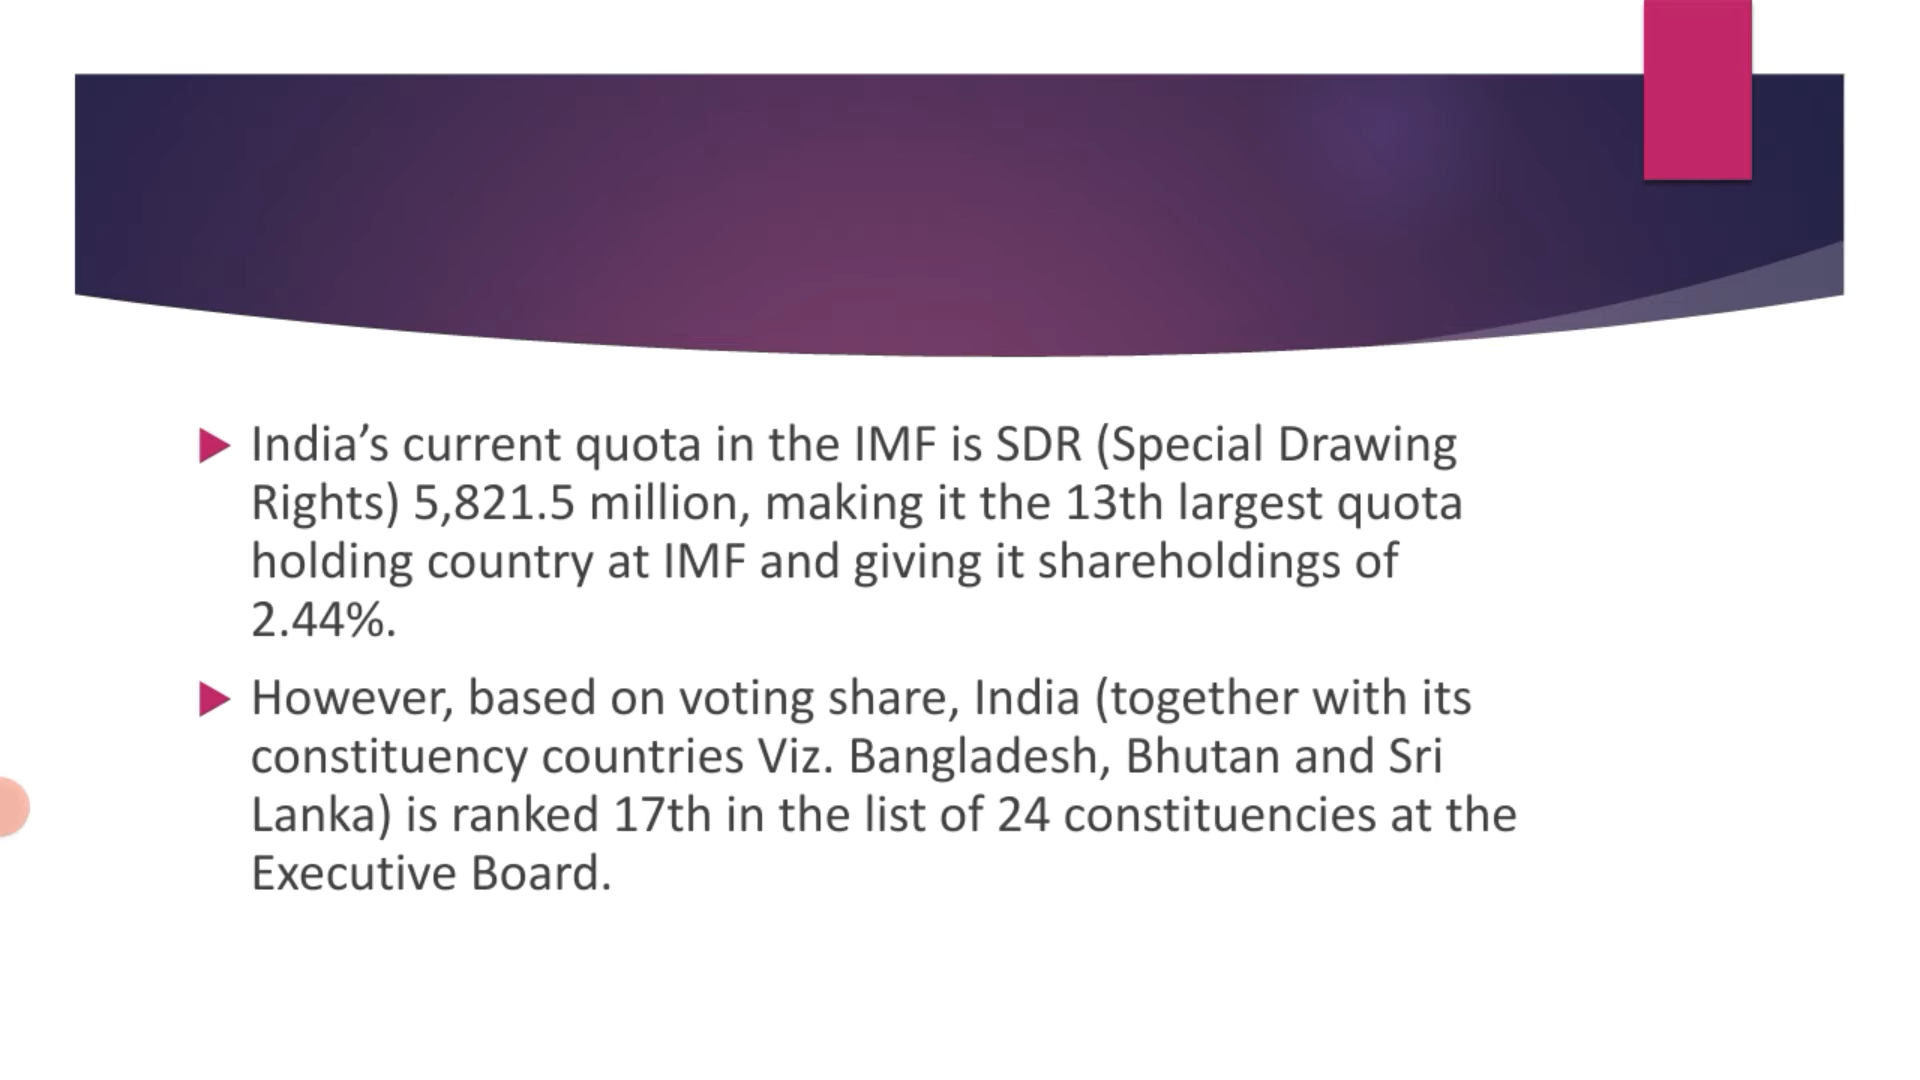 India’s current quota in the IMF is SDR (Special Drawing
Rights) 5,821.5 million, making it the 13th largest quota
holding country at IMF and giving it shareholdings of
2.44%.
However, based on voting share, India (together with its
constituency countries Viz. Bangladesh, Bhutan and Sri
Lanka) is ranked 17th in the list of 24 constituencies at the
Executive Board.